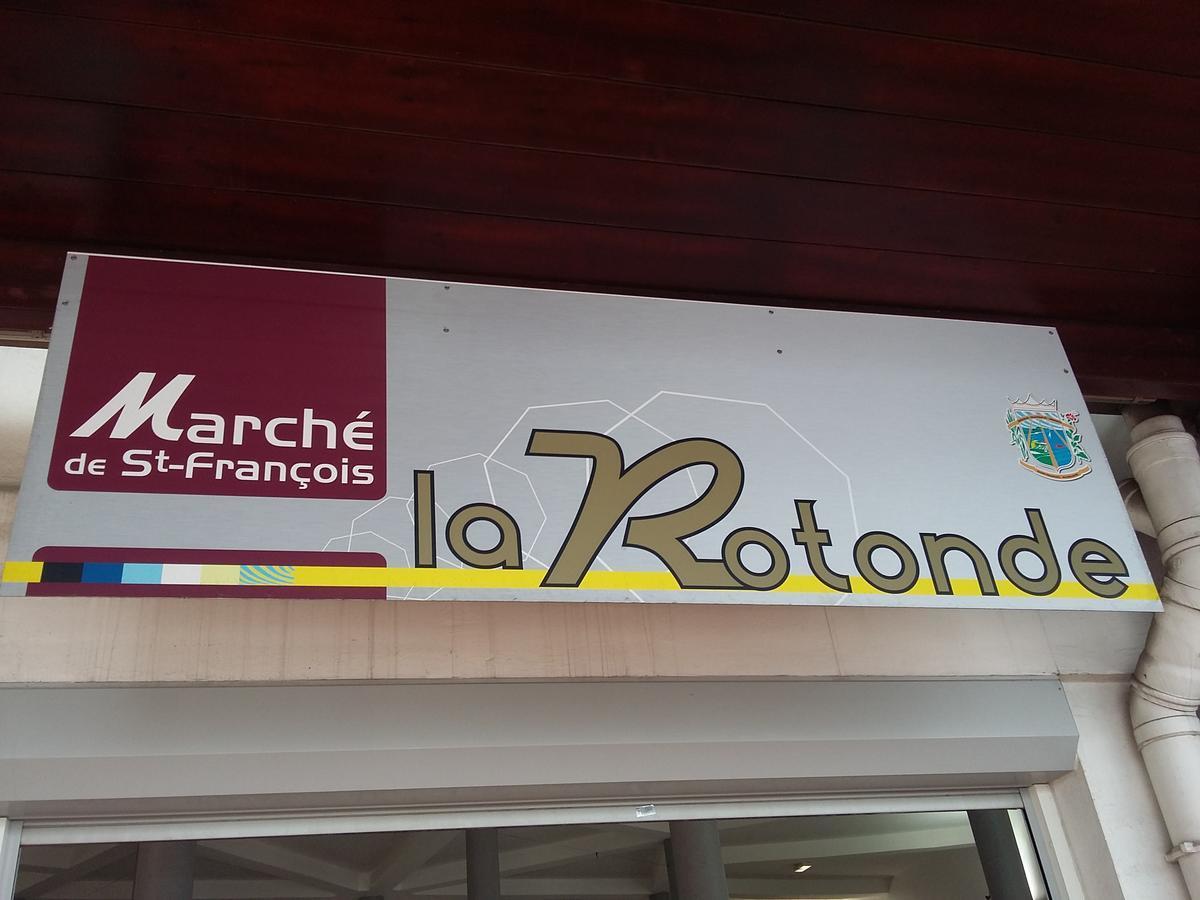 Marché
de St-François
la Rotonde